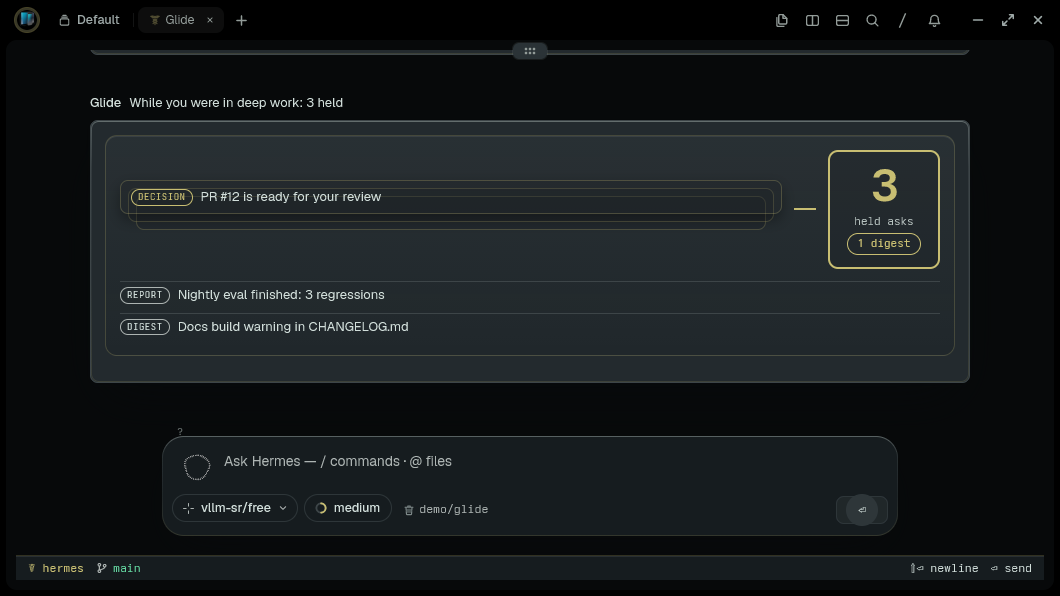 Default
Glide
Glide While you were in deep work: 3 held
DECISION PR #12 is ready for your review
3
held asks
1 digest
REPORT Nightly eval finished: 3 regressions
DIGEST Docs build warning in CHANGELOG.md
?
Ask Hermes — / commands · @ files
vllm-sr/free
medium
demo/glide
hermes
main
newline
send